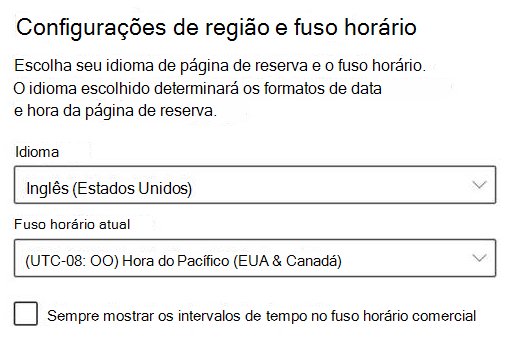 Configurações de região e fuso horário
Escolha seu idioma de página de reserva e o fuso horário.
O idioma escolhido determinará os formatos de data
e hora da página de reserva.
Idioma
Inglês (Estados Unidos)
Fuso horário atual
(UTC-08: OO) Hora do Pacífico (EUA & Canadá)
Sempre mostrar os intervalos de tempo no fuso horário comercial